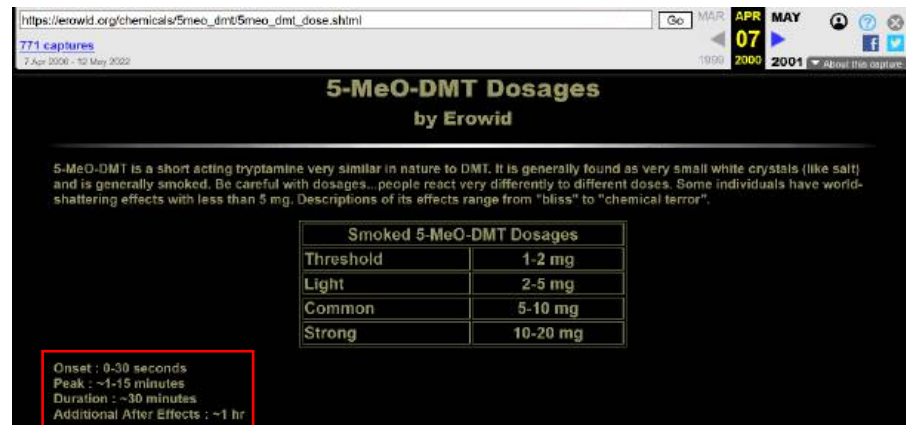 https://erowid.org/chemicals/5meo_dmt/5meo_dmt_dose.shtml Go MAR APR MAY
771 captures 07
7 Apr 2000 - 12 May 2022 1999 2000 2001 About this capture
5-MeO-DMT Dosages
by Erowid
5-MeO-DMT is a short acting tryptamine very similar in nature to DMT. It is generally found as very small white crystals (like salt)
and is generally smoked. Be careful with dosages...people react very differently to different doses. Some individuals have world-
shattering effects with less than 5 mg. Descriptions of its effects range from "bliss" to "chemical terror".
Smoked 5-MeO-DMT Dosages
Threshold 1-2 mg
Light 2-5 mg
Common 5-10 mg
Strong 10-20 mg
Onset : 0-30 seconds
Peak : ~1-15 minutes
Duration : ~30 minutes
Additional After Effects : ~1 hr